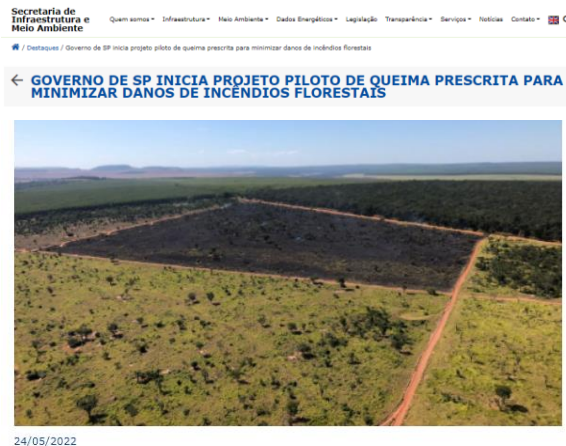 Secretaria de
Infraestrutura e
Meio Ambiente
Quem somos Infraestrutura Meio Ambiente Dados Energéticos Legislação Transparência Serviços Notícias Contato
/ Destaques / Governo de SP inicia projeto piloto de queima prescrita para minimizar danos de incêndios florestais
GOVERNO DE SP INICIA PROJETO PILOTO DE QUEIMA PRESCRITA PARA
MINIMIZAR DANOS DE INCÊNDIOS FLORESTAIS
24/05/2022